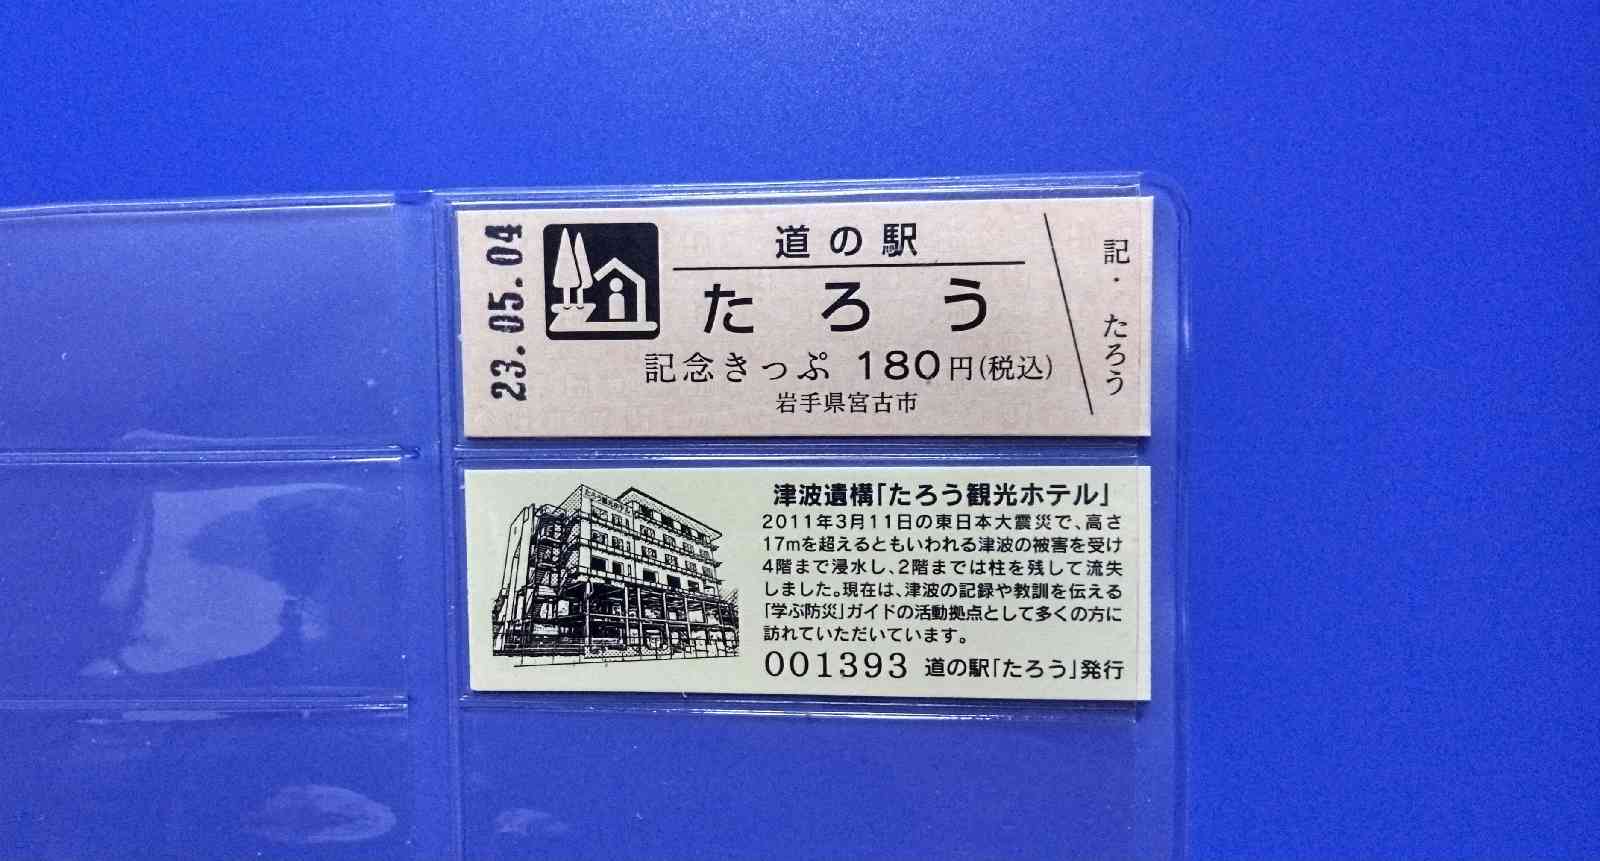 23.05.04
道の駅
たろう
記念きっぷ 180円(税込)
岩手県宮古市
記・たろう
たろう観光ホテル
津波遺構「たろう観光ホテル」
2011年3月11日の東日本大震災で、高さ
17mを超えるともいわれる津波の被害を受け
4階まで浸水し、2階までは柱を残して流失
しました。現在は、津波の記録や教訓を伝える
「学ぶ防災」ガイドの活動拠点として多くの方に
訪れていただいています。
001393 道の駅「たろう」発行